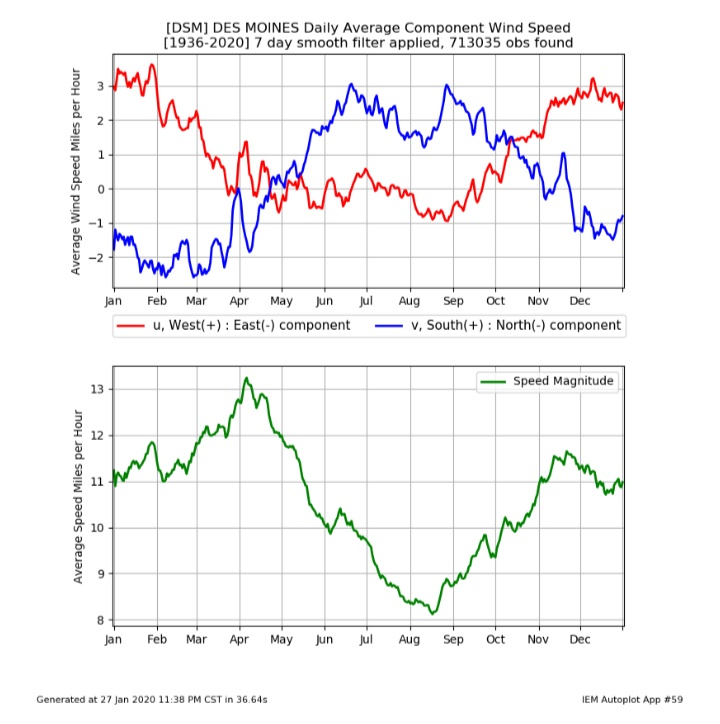 [DSM] DES MOINES Daily Average Component Wind Speed
[1936-2020] 7 day smooth filter applied, 713035 obs found
Average Wind Speed Miles per Hour
3
2
1
0
−1
−2
Jan Feb Mar Apr May Jun Jul Aug Sep Oct Nov Dec
u, West(+) : East(-) component v, South(+) : North(-) component
Speed Magnitude
Average Speed Miles per Hour
13
12
11
10
9
8
Jan Feb Mar Apr May Jun Jul Aug Sep Oct Nov Dec
Generated at 27 Jan 2020 11:38 PM CST in 36.64s IEM Autoplot App #59